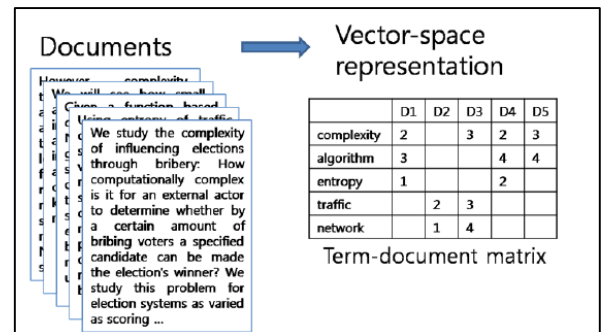 Documents
Vector-space
representation
However complexity
We will see how small
Given a function based
Using entropy of traffic
We study the complexity
of influencing elections
through bribery: How
computationally complex
is it for an external actor
to determine whether by
a certain amount of
bribing voters a specified
candidate can be made
the election's winner? We
study this problem for
election systems as varied
as scoring ...
D1 D2 D3 D4 D5
complexity 2 3 2 3
algorithm 3 4 4
entropy 1 2
traffic 2 3
network 1 4
Term-document matrix